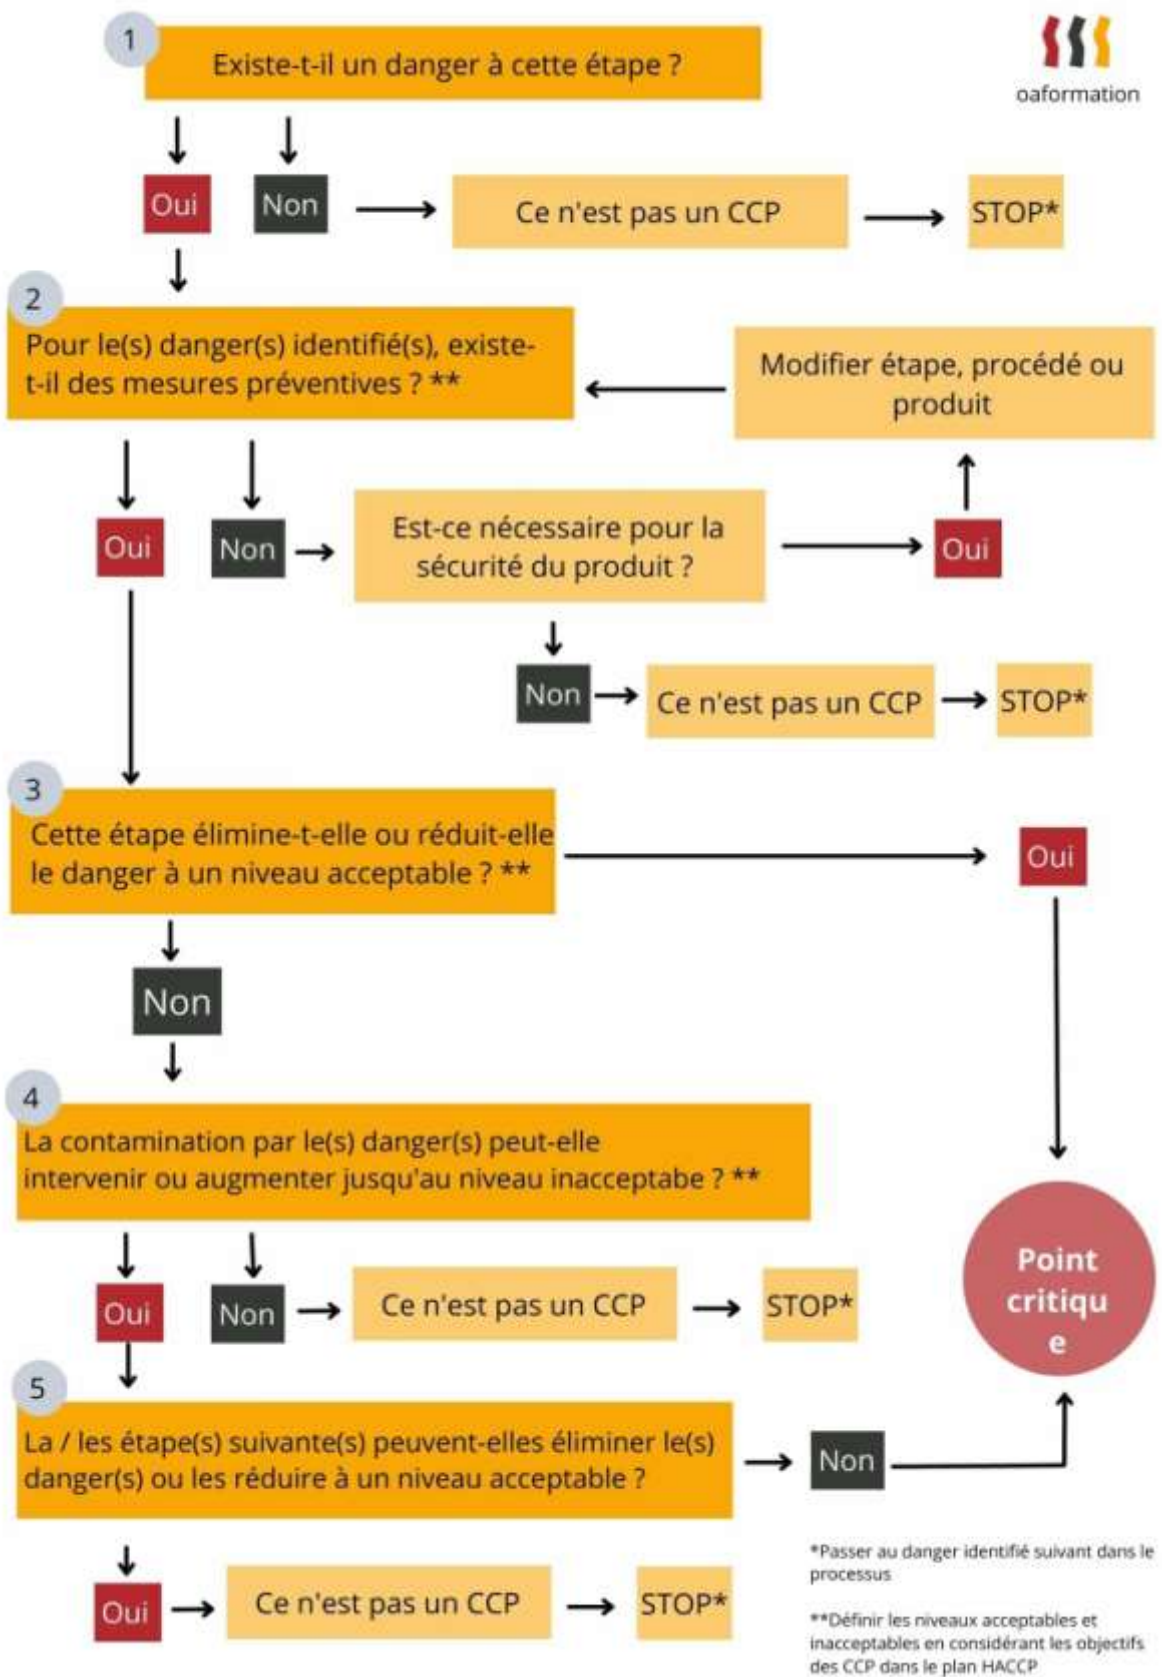 1
Existe-t-il un danger à cette étape ?
oaformation
Oui
Non
Ce n'est pas un CCP
STOP*
2
Pour le(s) danger(s) identifié(s), existe-
t-il des mesures préventives ? **
Modifier étape, procédé ou
produit
Oui
Non
Est-ce nécessaire pour la
sécurité du produit ?
Oui
Non
Ce n'est pas un CCP
STOP*
3
Cette étape élimine-t-elle ou réduit-elle
le danger à un niveau acceptable ? **
Oui
Non
4
La contamination par le(s) danger(s) peut-elle
intervenir ou augmenter jusqu'au niveau inacceptabe ? **
Oui
Non
Ce n'est pas un CCP
STOP*
Point
critiqu
e
5
La / les étape(s) suivante(s) peuvent-elles éliminer le(s)
danger(s) ou les réduire à un niveau acceptable ?
Non
Oui
Ce n'est pas un CCP
STOP*
*Passer au danger identifié suivant dans le
processus
**Définir les niveaux acceptables et
inacceptables en considérant les objectifs
des CCP dans le plan HACCP